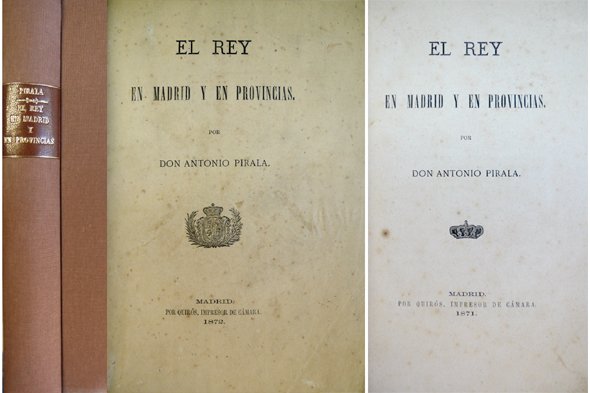 PIRALA
EL REY
EN MADRID
Y
EN PROVINCIAS
EL REY
EN MADRID Y EN PROVINCIAS,
POR
DON ANTONIO PIRALA.
MADRID:
POR QUIRÓS, IMPRESOR DE CÁMARA.
1872.
EL REY
EN MADRID Y EN PROVINCIAS.
POR
DON ANTONIO PIRALA.
MADRID.
POR QUIRÓS, IMPRESOR DE CÁMARA.
1871.